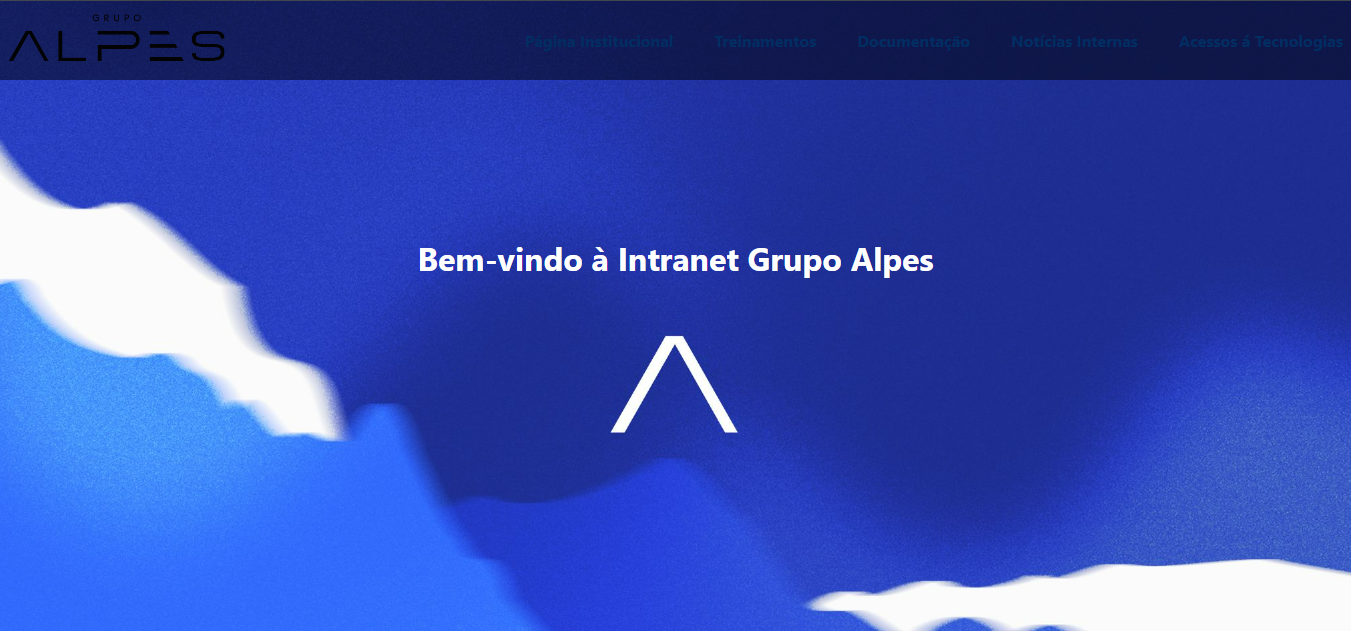 GRUPO
ALPES
Página Institucional Treinamentos Documentação Notícias Internas Acessos á Tecnologias
Bem-vindo à Intranet Grupo Alpes